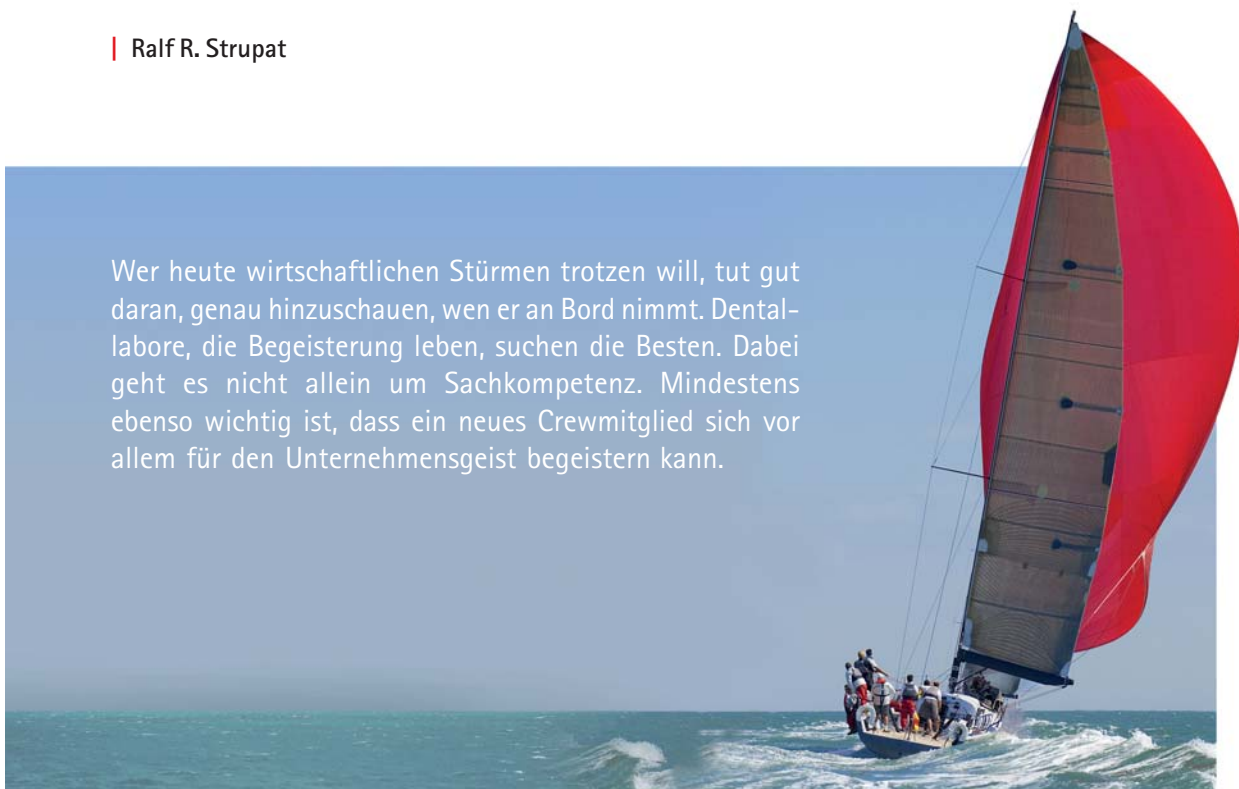 | Ralf R. Strupat
Wer heute wirtschaftlichen Stürmen trotzen will, tut gut
daran, genau hinzuschauen, wen er an Bord nimmt. Dental-
labore, die Begeisterung leben, suchen die Besten. Dabei
geht es nicht allein um Sachkompetenz. Mindestens
ebenso wichtig ist, dass ein neues Crewmitglied sich vor
allem für den Unternehmensgeist begeistern kann.